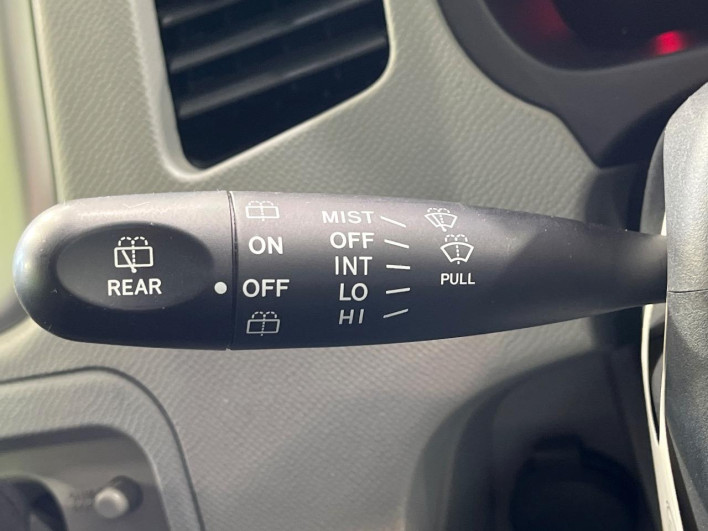 REAR
ON
OFF
MIST
OFF
INT
LO
HI
PULL